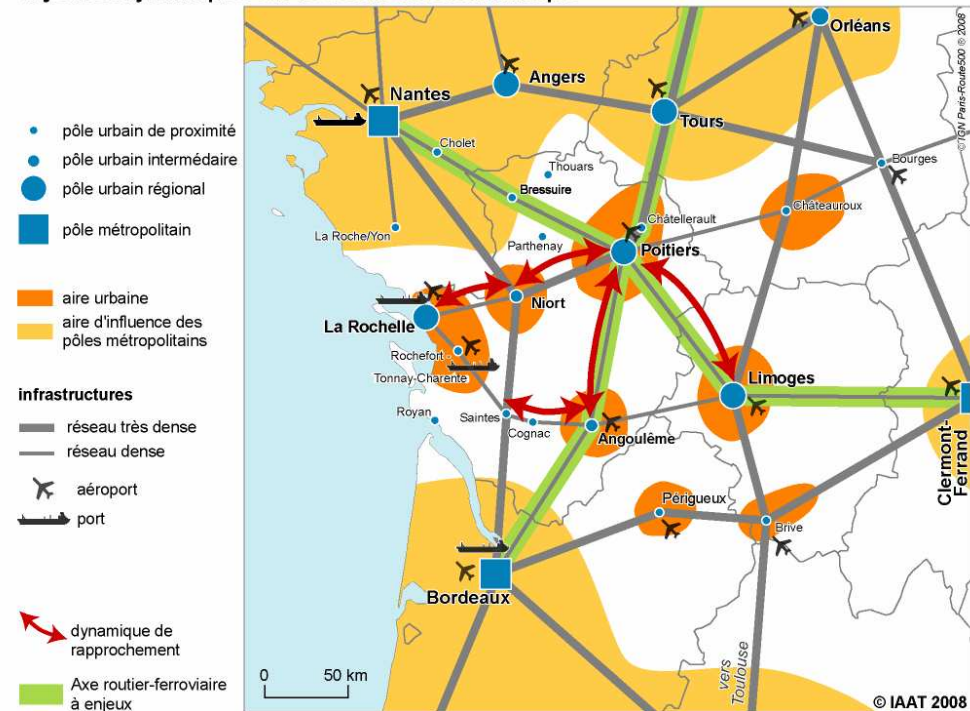 pôle urbain de proximité
pôle urbain intermédaire
pôle urbain régional
pôle métropolitain
aire urbaine
aire d'influence des
pôles métropolitains
infrastructures
réseau très dense
réseau dense
aéroport
port
dynamique de
rapprochement
Axe routier-ferroviaire
à enjeux
Orléans
©IGN Paris-Route500 ® 2008
Angers
Nantes
Tours
Cholet
Bourges
Thouars
Bressuire
Châteauroux
Châtellerault
La Roche/Yon
Parthenay
Poitiers
Niort
La Rochelle
Rochefort
Tonnay-Charente
Limoges
Royan
Saintes
Cognac
Angoulême
Clermont-
Ferrand
Périgueux
Brive
Bordeaux
vers
Toulouse
0 50 km
© IAAT 2008